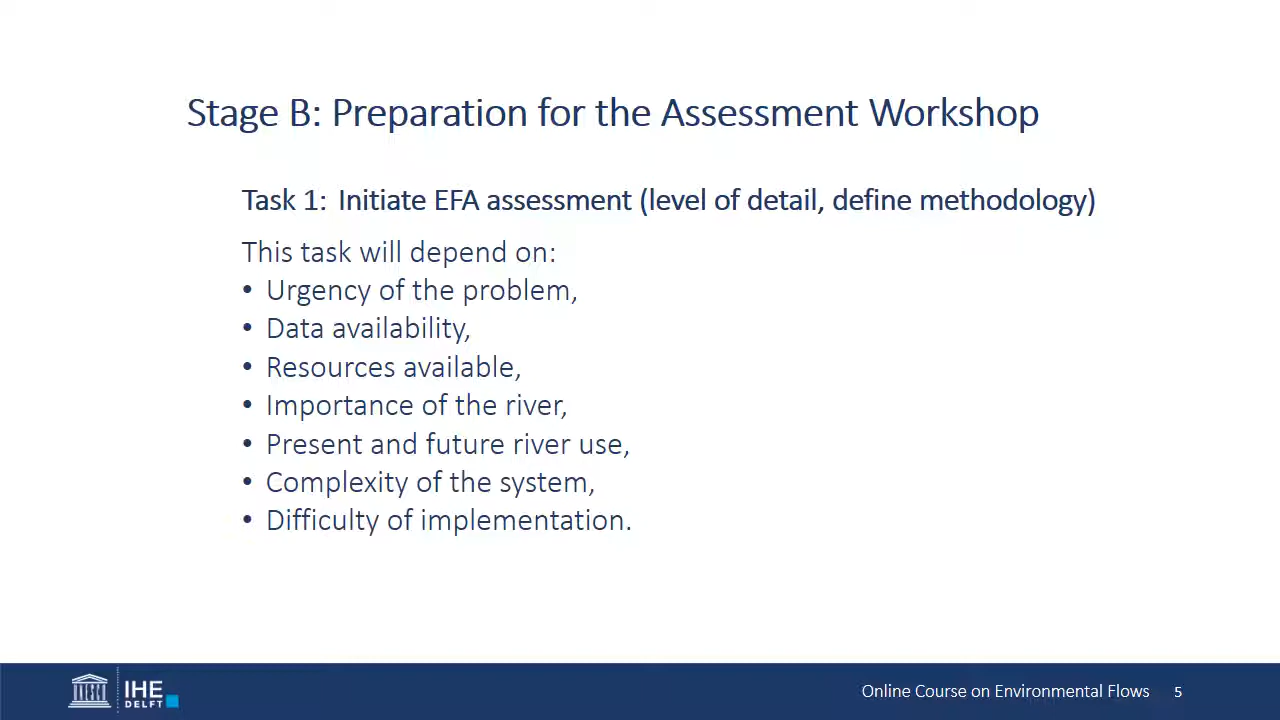 Stage B: Preparation for the Assessment Workshop
Task 1: Initiate EFA assessment (level of detail, define methodology)
This task will depend on:
• Urgency of the problem,
• Data availability,
• Resources available,
• Importance of the river,
• Present and future river use,
• Complexity of the system,
• Difficulty of implementation.
UNESCO
IHE
DELFT
Online Course on Environmental Flows 5